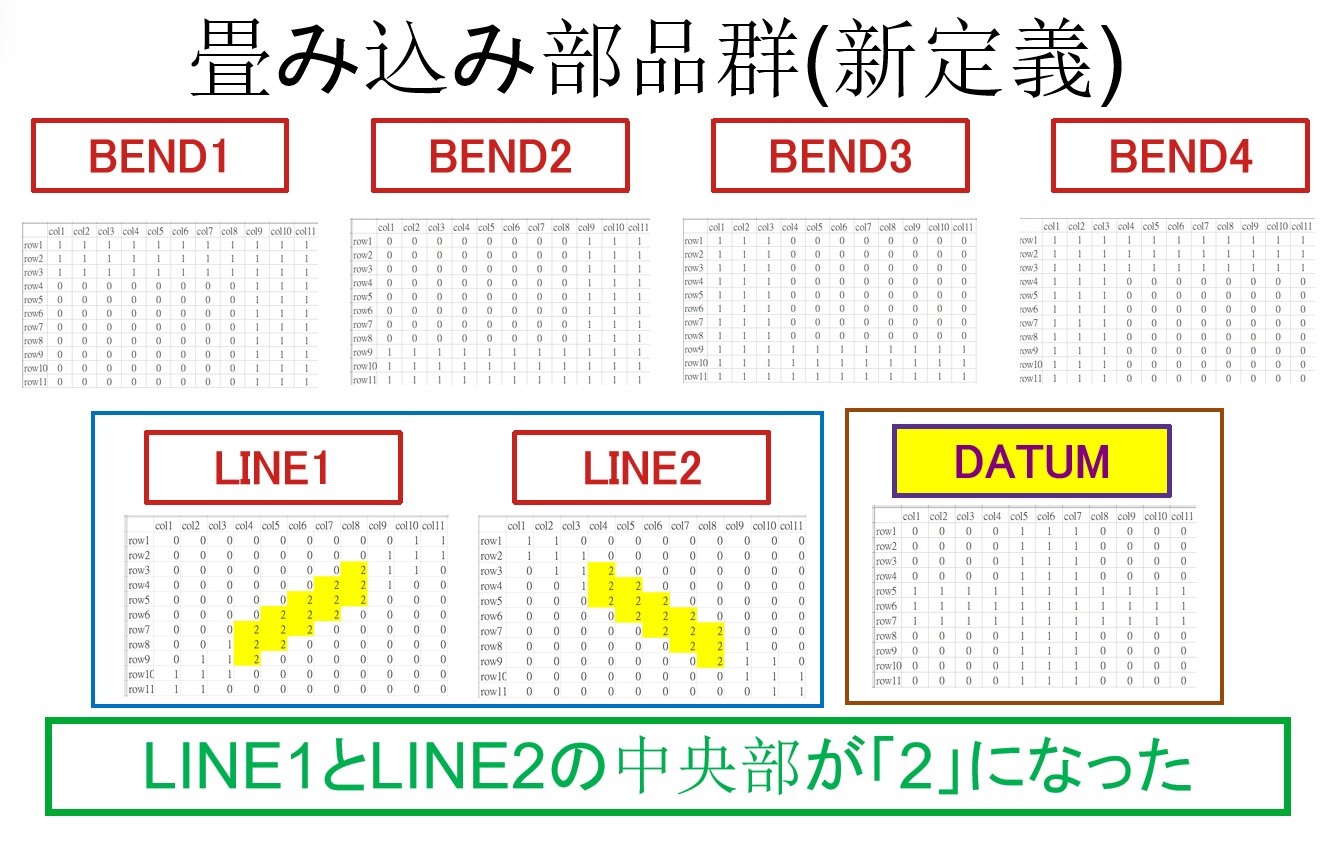 畳み込み部品群(新定義)
BEND1
col1 col2 col3 col4 col5 col6 col7 col8 col9 col10 col11
row1 1 1 1 1 1 1 1 1 1 1 1
row2 1 1 1 1 1 1 1 1 1 1 1
row3 1 1 1 1 1 1 1 1 1 1 1
row4 0 0 0 0 0 0 0 0 1 1 1
row5 0 0 0 0 0 0 0 0 1 1 1
row6 0 0 0 0 0 0 0 0 1 1 1
row7 0 0 0 0 0 0 0 0 1 1 1
row8 0 0 0 0 0 0 0 0 1 1 1
row9 0 0 0 0 0 0 0 0 1 1 1
row10 0 0 0 0 0 0 0 0 1 1 1
row11 0 0 0 0 0 0 0 0 1 1 1
BEND2
col1 col2 col3 col4 col5 col6 col7 col8 col9 col10 col11
row1 0 0 0 0 0 0 0 0 1 1 1
row2 0 0 0 0 0 0 0 0 1 1 1
row3 0 0 0 0 0 0 0 0 1 1 1
row4 0 0 0 0 0 0 0 0 1 1 1
row5 0 0 0 0 0 0 0 0 1 1 1
row6 0 0 0 0 0 0 0 0 1 1 1
row7 0 0 0 0 0 0 0 0 1 1 1
row8 0 0 0 0 0 0 0 0 1 1 1
row9 1 1 1 1 1 1 1 1 1 1 1
row10 1 1 1 1 1 1 1 1 1 1 1
row11 1 1 1 1 1 1 1 1 1 1 1
BEND3
col1 col2 col3 col4 col5 col6 col7 col8 col9 col10 col11
row1 1 1 1 0 0 0 0 0 0 0 0
row2 1 1 1 0 0 0 0 0 0 0 0
row3 1 1 1 0 0 0 0 0 0 0 0
row4 1 1 1 0 0 0 0 0 0 0 0
row5 1 1 1 0 0 0 0 0 0 0 0
row6 1 1 1 0 0 0 0 0 0 0 0
row7 1 1 1 0 0 0 0 0 0 0 0
row8 1 1 1 0 0 0 0 0 0 0 0
row9 1 1 1 1 1 1 1 1 1 1 1
row10 1 1 1 1 1 1 1 1 1 1 1
row11 1 1 1 1 1 1 1 1 1 1 1
BEND4
col1 col2 col3 col4 col5 col6 col7 col8 col9 col10 col11
row1 1 1 1 1 1 1 1 1 1 1 1
row2 1 1 1 1 1 1 1 1 1 1 1
row3 1 1 1 1 1 1 1 1 1 1 1
row4 1 1 1 0 0 0 0 0 0 0 0
row5 1 1 1 0 0 0 0 0 0 0 0
row6 1 1 1 0 0 0 0 0 0 0 0
row7 1 1 1 0 0 0 0 0 0 0 0
row8 1 1 1 0 0 0 0 0 0 0 0
row9 1 1 1 0 0 0 0 0 0 0 0
row10 1 1 1 0 0 0 0 0 0 0 0
row11 1 1 1 0 0 0 0 0 0 0 0
LINE1
col1 col2 col3 col4 col5 col6 col7 col8 col9 col10 col11
row1 0 0 0 0 0 0 0 0 0 1 1
row2 0 0 0 0 0 0 0 0 1 1 1
row3 0 0 0 0 0 0 0 2 1 1 0
row4 0 0 0 0 0 0 2 2 1 0 0
row5 0 0 0 0 0 2 2 2 0 0 0
row6 0 0 0 0 2 2 2 0 0 0 0
row7 0 0 0 2 2 2 0 0 0 0 0
row8 0 0 1 2 2 0 0 0 0 0 0
row9 0 1 1 2 0 0 0 0 0 0 0
row10 1 1 1 0 0 0 0 0 0 0 0
row11 1 1 0 0 0 0 0 0 0 0 0
LINE2
col1 col2 col3 col4 col5 col6 col7 col8 col9 col10 col11
row1 1 1 0 0 0 0 0 0 0 0 0
row2 1 1 1 0 0 0 0 0 0 0 0
row3 0 1 1 2 0 0 0 0 0 0 0
row4 0 0 1 2 2 0 0 0 0 0 0
row5 0 0 0 2 2 2 0 0 0 0 0
row6 0 0 0 0 2 2 2 0 0 0 0
row7 0 0 0 0 0 2 2 2 0 0 0
row8 0 0 0 0 0 0 2 2 1 0 0
row9 0 0 0 0 0 0 0 2 1 1 0
row10 0 0 0 0 0 0 0 0 1 1 1
row11 0 0 0 0 0 0 0 0 0 1 1
DATUM
col1 col2 col3 col4 col5 col6 col7 col8 col9 col10 col11
row1 0 0 0 0 1 1 1 0 0 0 0
row2 0 0 0 0 1 1 1 0 0 0 0
row3 0 0 0 0 1 1 1 0 0 0 0
row4 0 0 0 0 1 1 1 0 0 0 0
row5 1 1 1 1 1 1 1 1 1 1 1
row6 1 1 1 1 1 1 1 1 1 1 1
row7 1 1 1 1 1 1 1 1 1 1 1
row8 0 0 0 0 1 1 1 0 0 0 0
row9 0 0 0 0 1 1 1 0 0 0 0
row10 0 0 0 0 1 1 1 0 0 0 0
row11 0 0 0 0 1 1 1 0 0 0 0
LINE1とLINE2の中央部が「2」になった